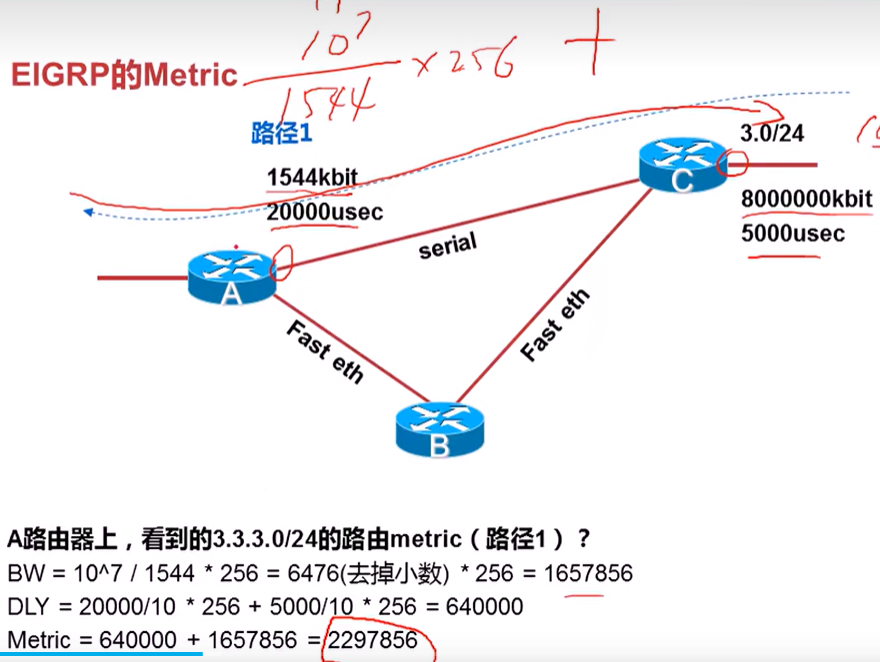 10^7
EIGRP的Metric
× 256 +
1544
路径1
3.0/24
1544kbit
20000usec
8000000kbit
5000usec
serial
C
A
Fast eth
Fast eth
B
A路由器上，看到的3.3.3.0/24的路由metric（路径1）？
BW = 10^7 / 1544 * 256 = 6476(去掉小数) * 256 = 1657856
DLY = 20000/10 * 256 + 5000/10 * 256 = 640000
Metric = 640000 + 1657856 = 2297856